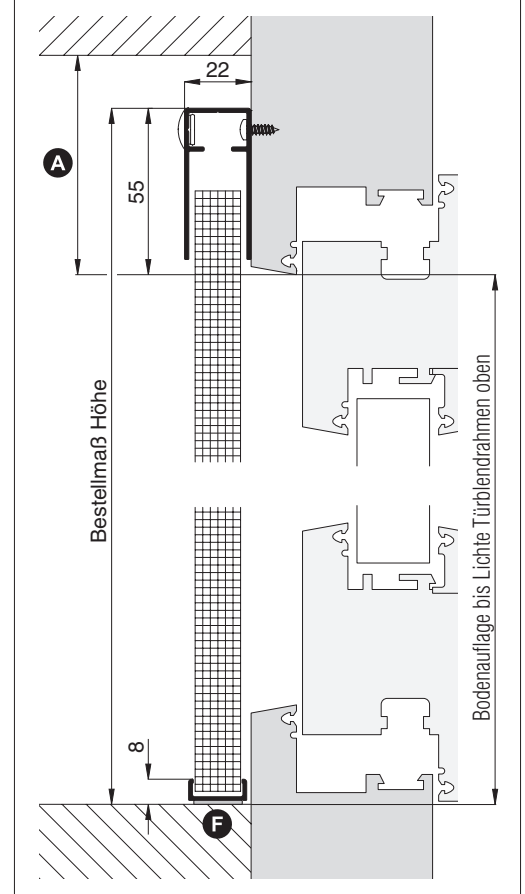 22
A
55
Bestellmaß Höhe
Bodenauflage bis Lichte Türblendrahmen oben
8
F